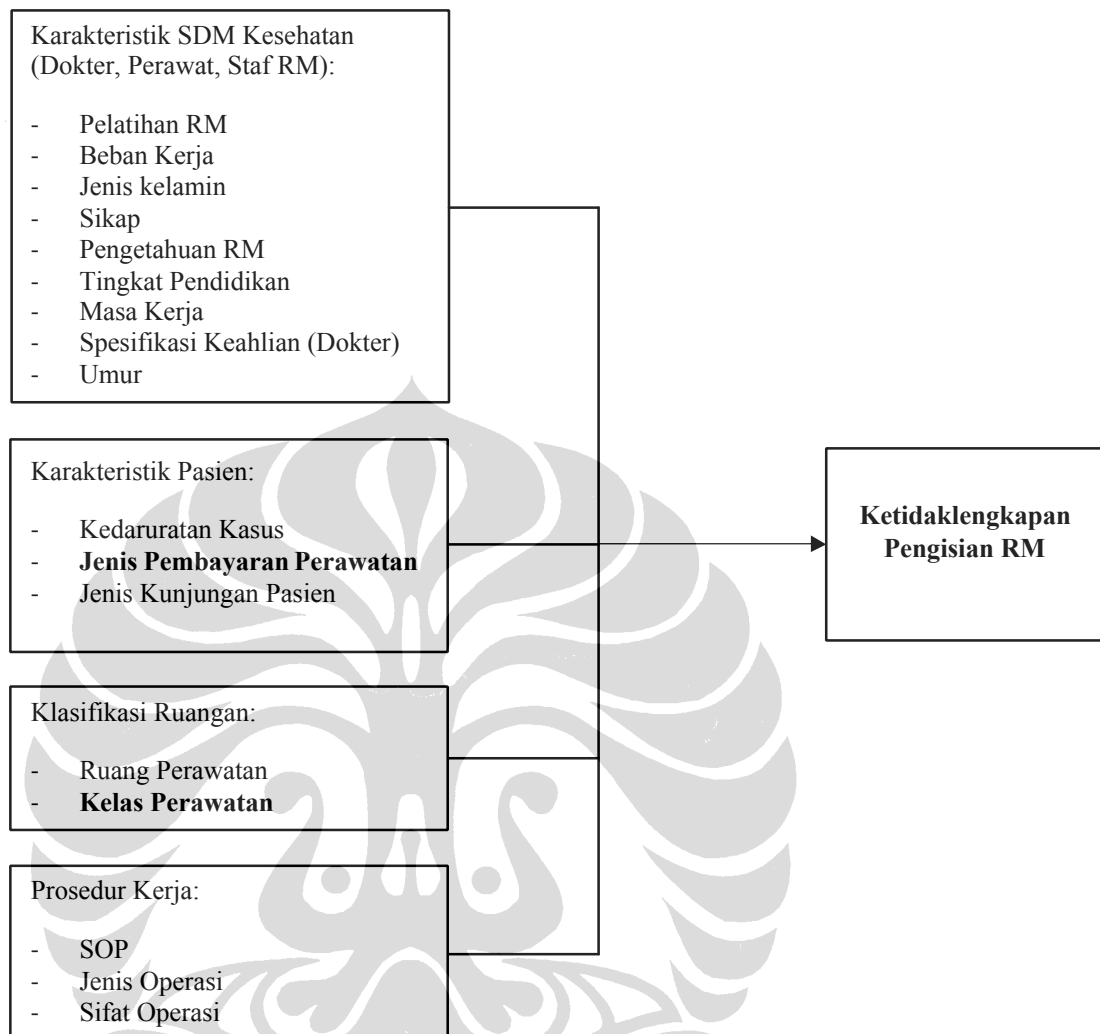 Karakteristik SDM Kesehatan
(Dokter, Perawat, Staf RM):
- Pelatihan RM
- Beban Kerja
- Jenis kelamin
- Sikap
- Pengetahuan RM
- Tingkat Pendidikan
- Masa Kerja
- Spesifikasi Keahlian (Dokter)
- Umur
Karakteristik Pasien:
- Kedaruratan Kasus
- Jenis Pembayaran Perawatan
- Jenis Kunjungan Pasien
Klasifikasi Ruangan:
- Ruang Perawatan
- Kelas Perawatan
Prosedur Kerja:
- SOP
- Jenis Operasi
- Sifat Operasi
Ketidaklengkapan
Pengisian RM